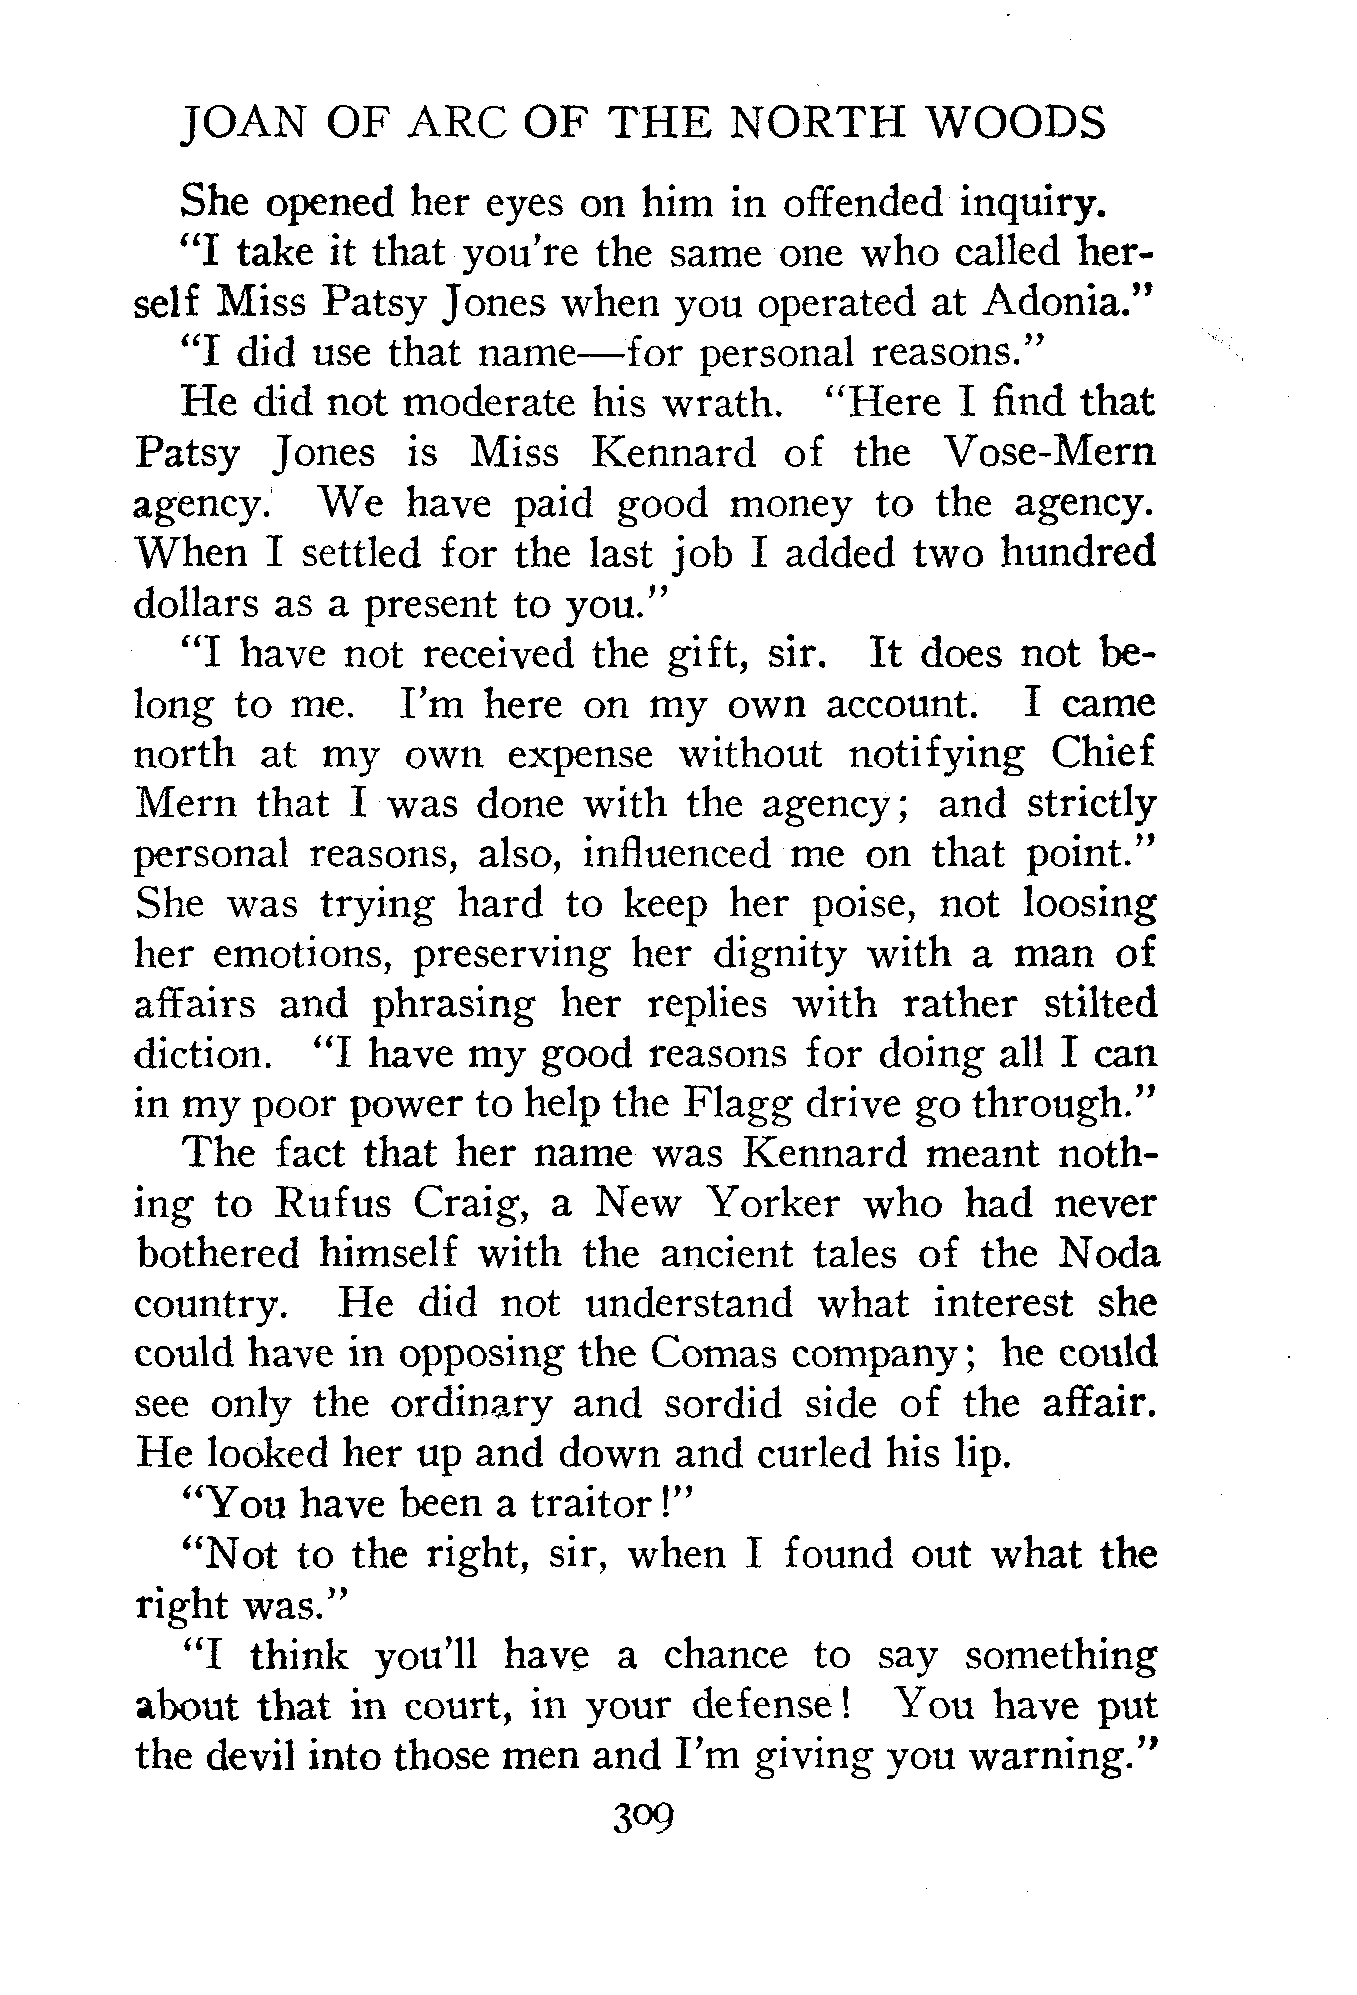 JOAN OF ARC OF THE NORTH WOODS
She opened her eyes on him in offended inquiry.
"I take it that you're the same one who called her-
self Miss Patsy Jones when you operated at Adonia."
"I did use that name—for personal reasons."
He did not moderate his wrath. "Here I find that
Patsy Jones is Miss Kennard of the Vose-Mern
agency. We have paid good money to the agency.
When I settled for the last job I added two hundred
dollars as a present to you."
"I have not received the gift, sir. It does not be-
long to me. I'm here on my own account. I came
north at my own expense without notifying Chief
Mern that I was done with the agency; and strictly
personal reasons, also, influenced me on that point."
She was trying hard to keep her poise, not loosing
her emotions, preserving her dignity with a man of
affairs and phrasing her replies with rather stilted
diction. "I have my good reasons for doing all I can
in my poor power to help the Flagg drive go through."
The fact that her name was Kennard meant noth-
ing to Rufus Craig, a New Yorker who had never
bothered himself with the ancient tales of the Noda
country. He did not understand what interest she
could have in opposing the Comas company; he could
see only the ordinary and sordid side of the affair.
He looked her up and down and curled his lip.
"You have been a traitor!"
"Not to the right, sir, when I found out what the
right was."
"I think you'll have a chance to say something
about that in court, in your defense! You have put
the devil into those men and I'm giving you warning."
309